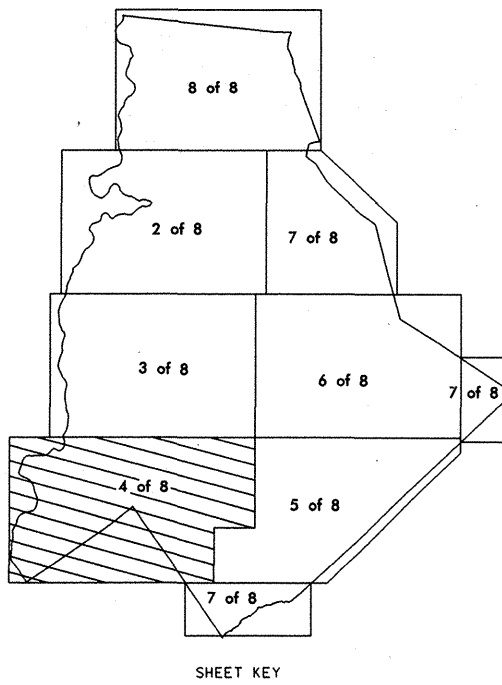 8 of 8
2 of 8
7 of 8
3 of 8
6 of 8
7 of 8
4 of 8
5 of 8
7 of 8
SHEET KEY